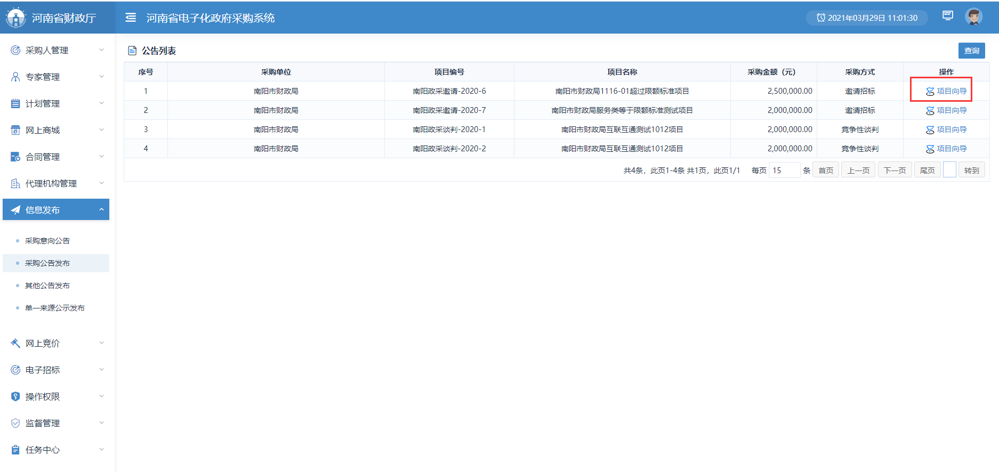 河南省财政厅
河南省电子化政府采购系统
2021年03月29日 11:01:30
采购人管理
专家管理
计划管理
网上商城
合同管理
代理机构管理
信息发布
采购意向公告
采购公告发布
其他公告发布
单一来源公示发布
网上竞价
电子招标
操作权限
监督管理
任务中心
公告列表
查询
序号 采购单位 项目编号 项目名称 采购金额（元） 采购方式 操作
1 南阳市财政局 南阳政采邀请-2020-6 南阳市财政局1116-01超过限额标准项目 2,500,000.00 邀请招标 项目向导
2 南阳市财政局 南阳政采邀请-2020-7 南阳市财政局服务类等于限额标准测试项目 2,000,000.00 邀请招标 项目向导
3 南阳市财政局 南阳政采谈判-2020-1 南阳市财政局互联互通测试1012项目 2,000,000.00 竞争性谈判 项目向导
4 南阳市财政局 南阳政采谈判-2020-2 南阳市财政局互联互通测试1012项目 2,000,000.00 竞争性谈判 项目向导
共4条，此页1-4条 共1页，此页1/1 每页 15 条 首页 上一页 下一页 尾页 转到